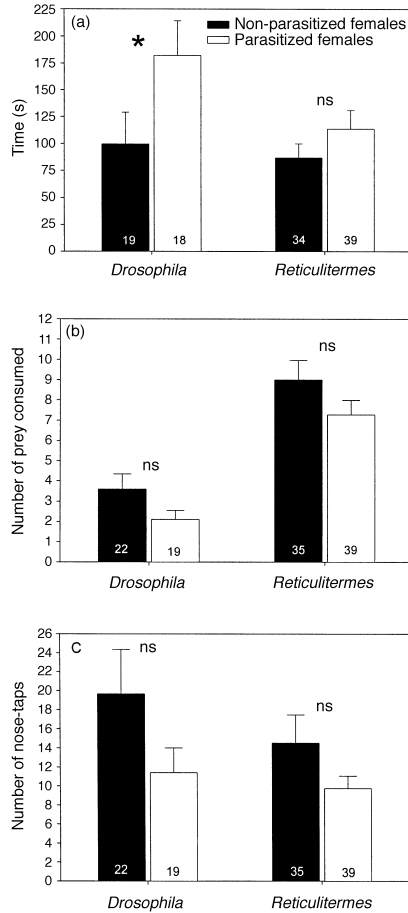 (a)
Non-parasitized females
Parasitized females
Time (s)
225
200
175
150
125
100
75
50
25
0
*
ns
19
18
34
39
Drosophila
Reticulitermes
(b)
Number of prey consumed
12
11
10
9
8
7
6
5
4
3
2
1
0
ns
ns
22
19
35
39
Drosophila
Reticulitermes
C
Number of nose-taps
26
24
22
20
18
16
14
12
10
8
6
4
2
0
ns
ns
22
19
35
39
Drosophila
Reticulitermes